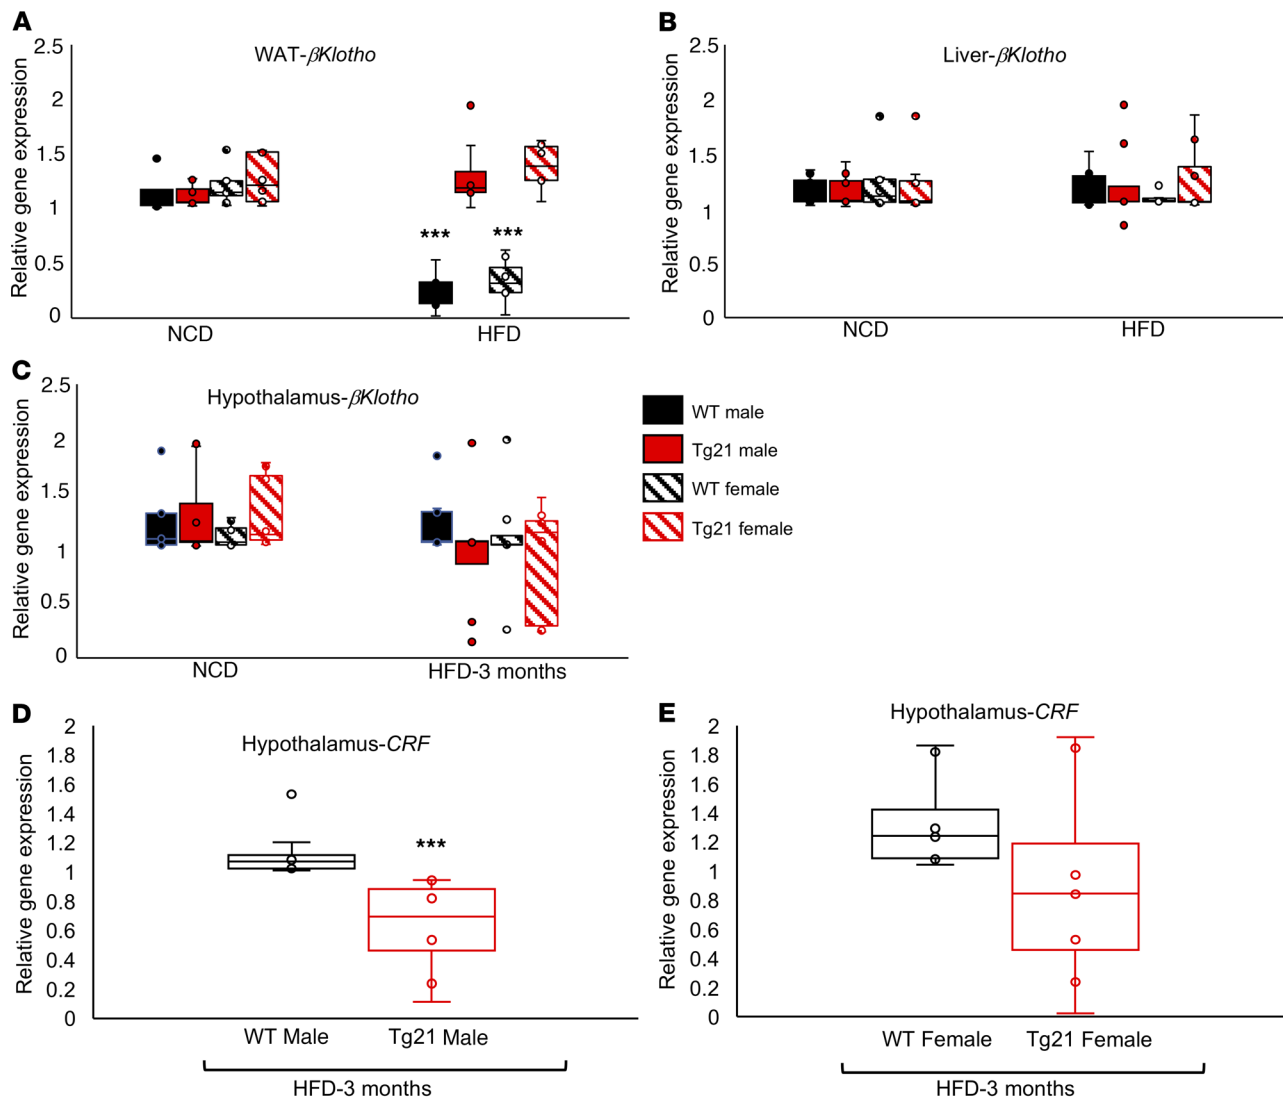 A
WAT-βKlotho
Relative gene expression
2.5
2
1.5
1
0.5
0
***
***
NCD
HFD
B
Liver-βKlotho
Relative gene expression
2.5
2
1.5
1
0.5
0
NCD
HFD
C
Hypothalamus-βKlotho
Relative gene expression
2.5
2
1.5
1
0.5
0
NCD
HFD-3 months
WT male
Tg21 male
WT female
Tg21 female
D
Hypothalamus-CRF
Relative gene expression
2
1.8
1.6
1.4
1.2
1
0.8
0.6
0.4
0.2
0
***
WT Male
Tg21 Male
HFD-3 months
E
Hypothalamus-CRF
Relative gene expression
2
1.8
1.6
1.4
1.2
1
0.8
0.6
0.4
0.2
0
WT Female
Tg21 Female
HFD-3 months